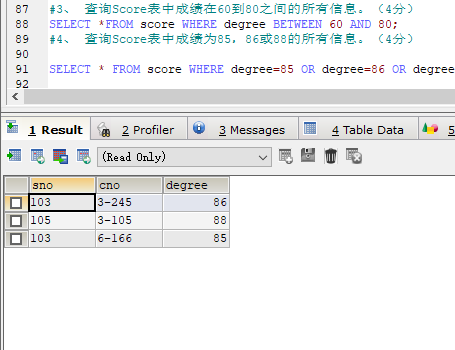 87 #3、 查询Score表中成绩在60到80之间的所有信息。（4分）
88 SELECT *FROM score WHERE degree BETWEEN 60 AND 80;
89 #4、 查询Score表中成绩为85，86或88的所有信息。（4分）
90
91 SELECT * FROM score WHERE degree=85 OR degree=86 OR degree
92
1 Result 2 Profiler 3 Messages 4 Table Data 5
(Read Only)
sno cno degree
103 3-245 86
105 3-105 88
103 6-166 85